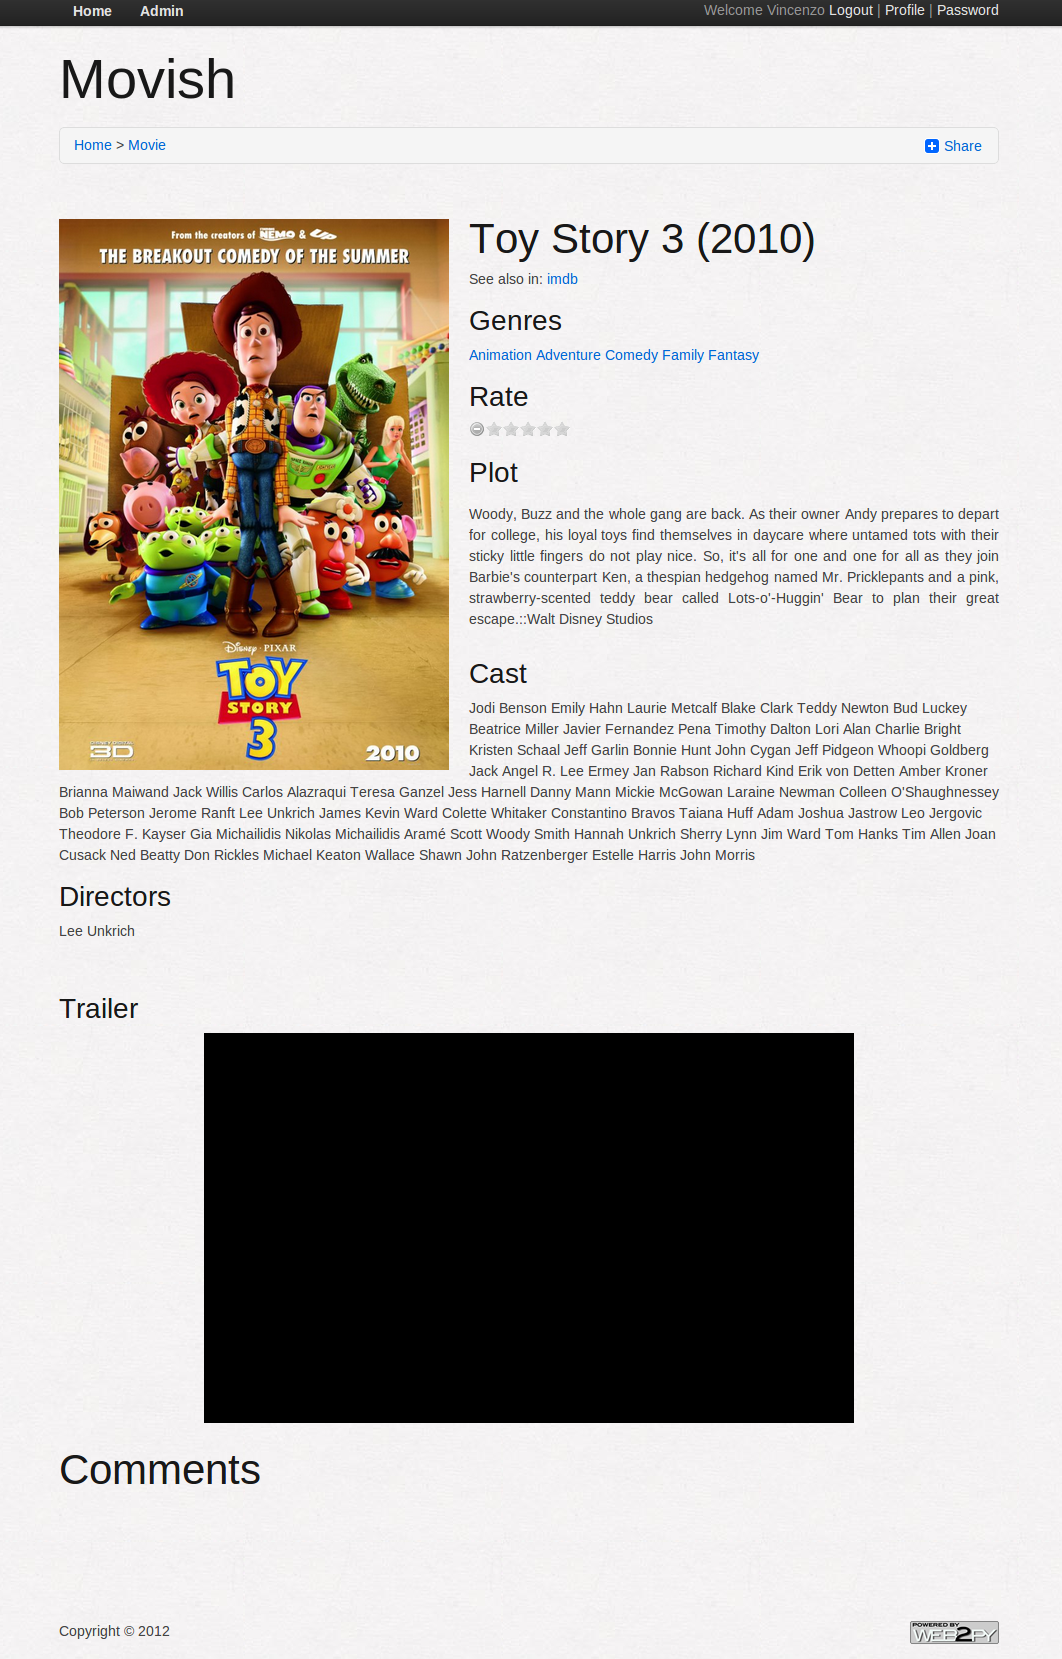 Home Admin Welcome Vincenzo Logout | Profile | Password
Movish
Home > Movie
Share
From the creators of NEMO & UP
THE BREAKOUT COMEDY OF THE SUMMER
Disney · PIXAR
TOY
STORY
3
DISNEY DIGITAL
3D
2010
Toy Story 3 (2010)
See also in: imdb
Genres
Animation Adventure Comedy Family Fantasy
Rate
Plot
Woody, Buzz and the whole gang are back. As their owner Andy prepares to depart
for college, his loyal toys find themselves in daycare where untamed tots with their
sticky little fingers do not play nice. So, it's all for one and one for all as they join
Barbie's counterpart Ken, a thespian hedgehog named Mr. Pricklepants and a pink,
strawberry-scented teddy bear called Lots-o'-Huggin' Bear to plan their great
escape.::Walt Disney Studios
Cast
Jodi Benson Emily Hahn Laurie Metcalf Blake Clark Teddy Newton Bud Luckey
Beatrice Miller Javier Fernandez Pena Timothy Dalton Lori Alan Charlie Bright
Kristen Schaal Jeff Garlin Bonnie Hunt John Cygan Jeff Pidgeon Whoopi Goldberg
Jack Angel R. Lee Ermey Jan Rabson Richard Kind Erik von Detten Amber Kroner
Brianna Maiwand Jack Willis Carlos Alazraqui Teresa Ganzel Jess Harnell Danny Mann Mickie McGowan Laraine Newman Colleen O'Shaughnessey
Bob Peterson Jerome Ranft Lee Unkrich James Kevin Ward Colette Whitaker Constantino Bravos Taiana Huff Adam Joshua Jastrow Leo Jergovic
Theodore F. Kayser Gia Michailidis Nikolas Michailidis Aramé Scott Woody Smith Hannah Unkrich Sherry Lynn Jim Ward Tom Hanks Tim Allen Joan
Cusack Ned Beatty Don Rickles Michael Keaton Wallace Shawn John Ratzenberger Estelle Harris John Morris
Directors
Lee Unkrich
Trailer
Comments
Copyright © 2012
POWERED BY
WEB2PY